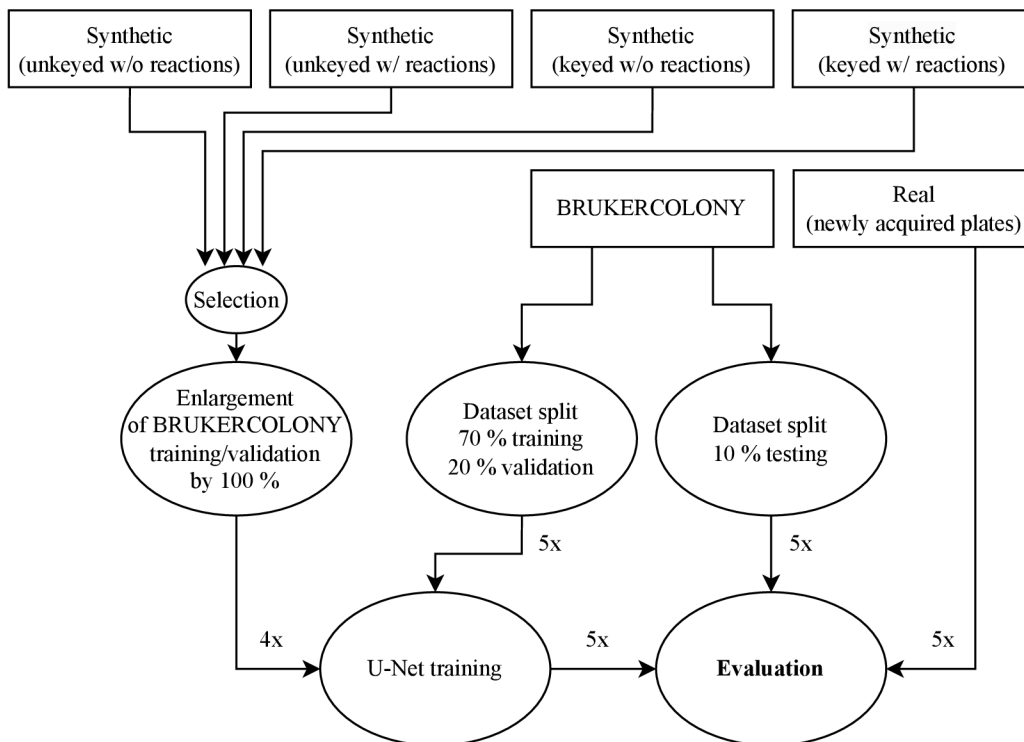 Synthetic
(unkeyed w/o reactions)
Synthetic
(unkeyed w/ reactions)
Synthetic
(keyed w/o reactions)
Synthetic
(keyed w/ reactions)
BRUKERCOLONY
Real
(newly acquired plates)
Selection
Enlargement
of BRUKERCOLONY
training/validation
by 100 %
Dataset split
70 % training
20 % validation
Dataset split
10 % testing
5x
5x
4x
U-Net training
5x
Evaluation
5x